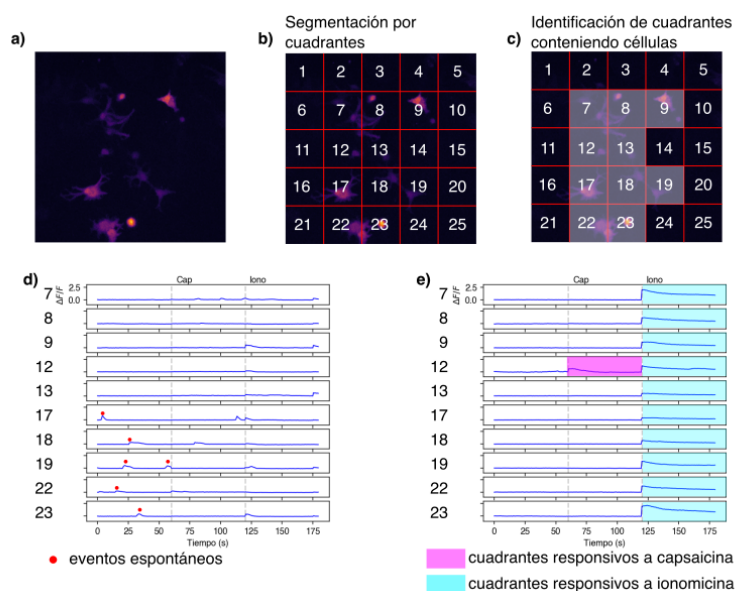 a)
b)
Segmentación por
cuadrantes
c)
Identificación de cuadrantes
conteniendo céllulas
1 2 3 4 5
6 7 8 9 10
11 12 13 14 15
16 17 18 19 20
21 22 23 24 25
1 2 3 4 5
6 7 8 9 10
11 12 13 14 15
16 17 18 19 20
21 22 23 24 25
d)
Cap Iono
ΔF/F
2.5
0.0
7
8
9
12
13
17
18
19
22
23
0 25 50 75 100 125 150 175
Tiempo (s)
eventos espontáneos
e)
Cap Iono
ΔF/F
2.5
0.0
7
8
9
12
13
17
18
19
22
23
0 25 50 75 100 125 150 175
Tiempo (s)
cuadrantes responsivos a capsaicina
cuadrantes responsivos a ionomicina